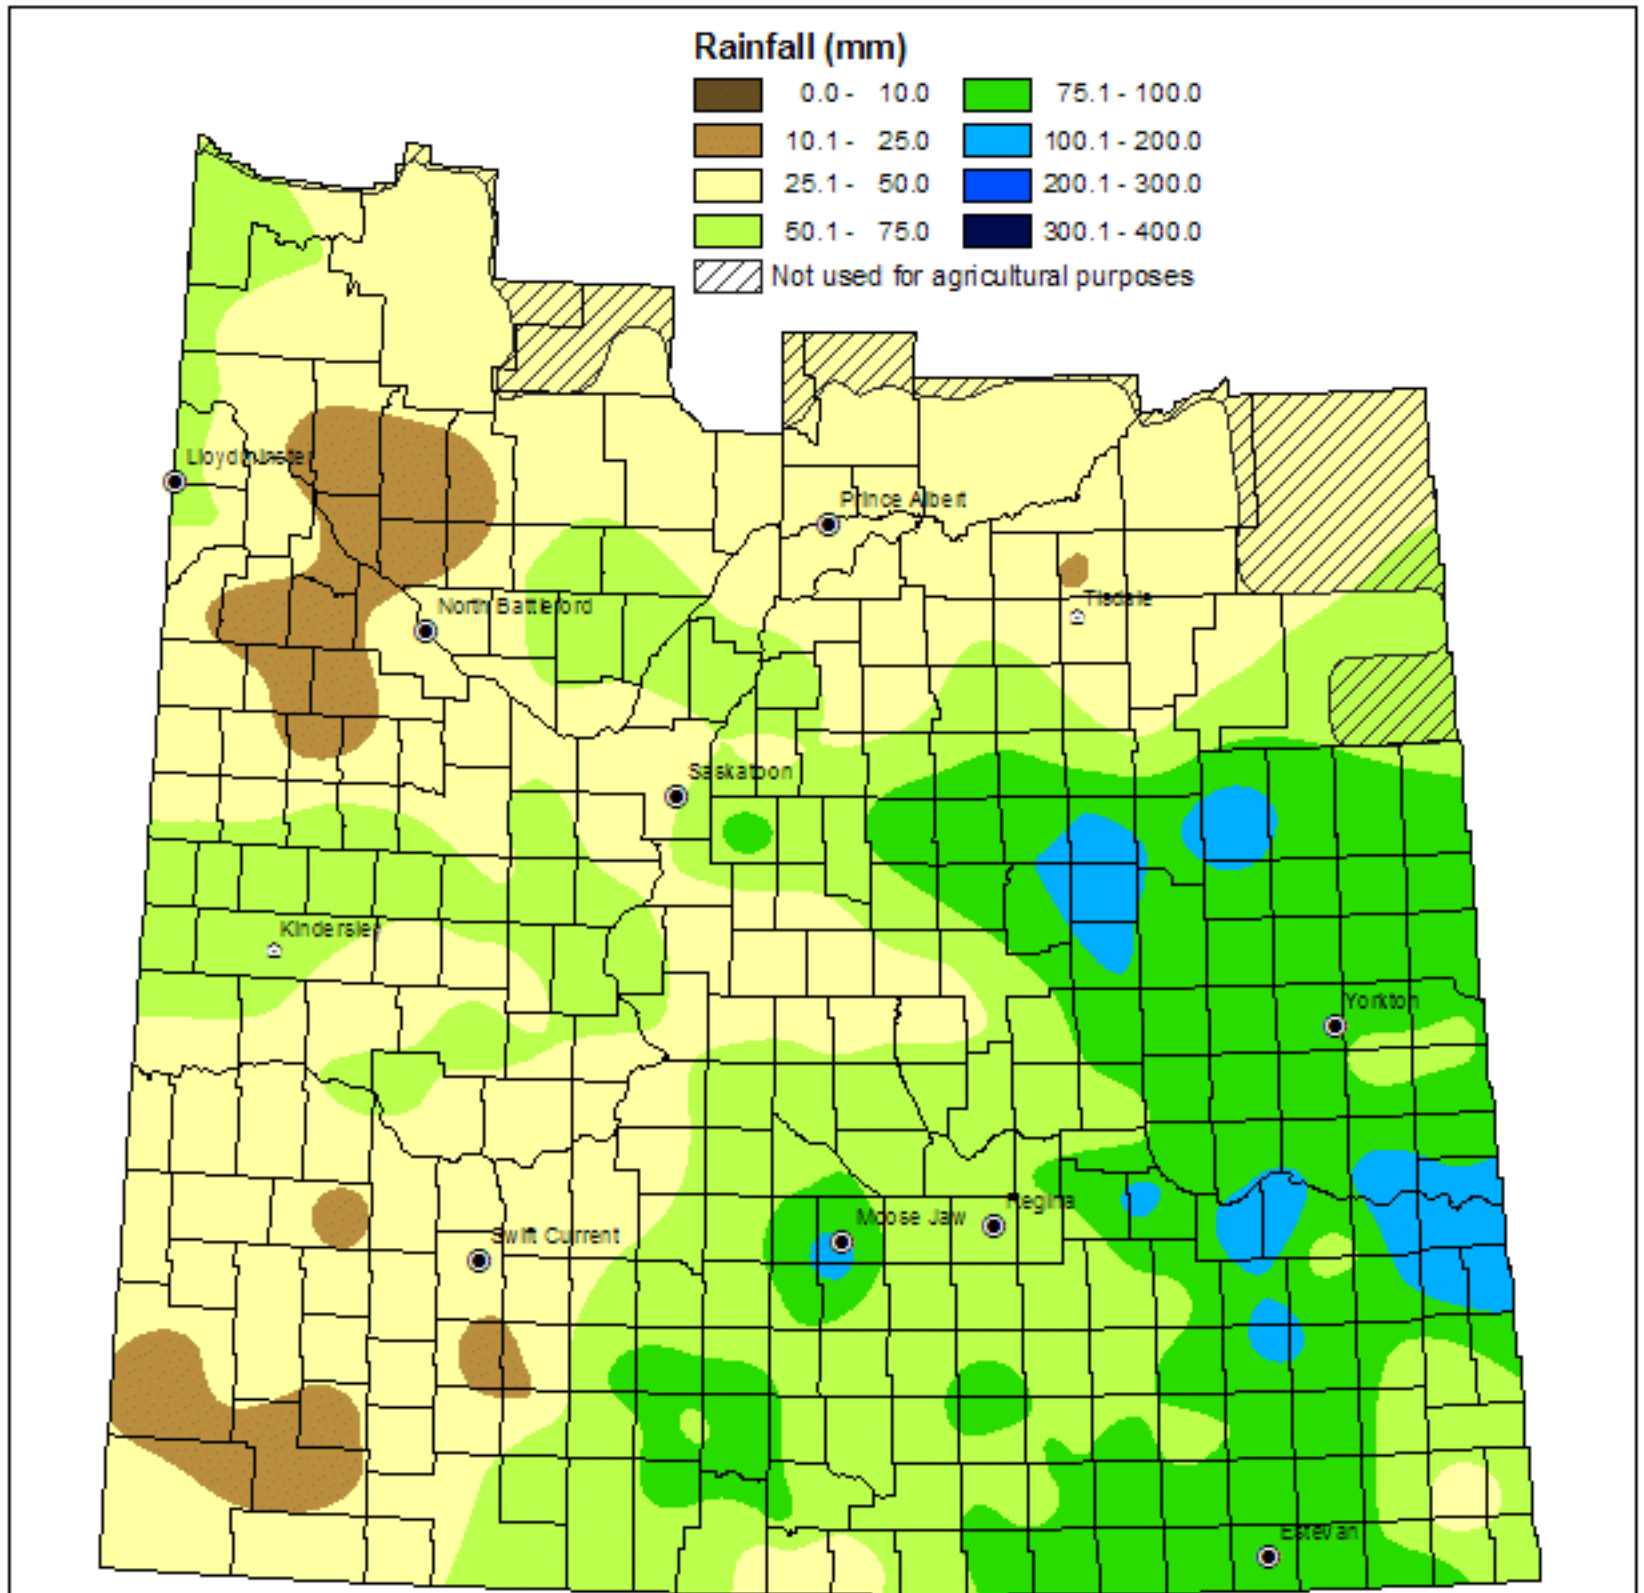 Rainfall (mm)
0.0 - 10.0
75.1 - 100.0
10.1 - 25.0
100.1 - 200.0
25.1 - 50.0
200.1 - 300.0
50.1 - 75.0
300.1 - 400.0
Not used for agricultural purposes
Lloydminster
Prince Albert
North Battleford
Tisdale
Saskatoon
Kindersley
Yorkton
Regina
Moose Jaw
Swift Current
Estevan